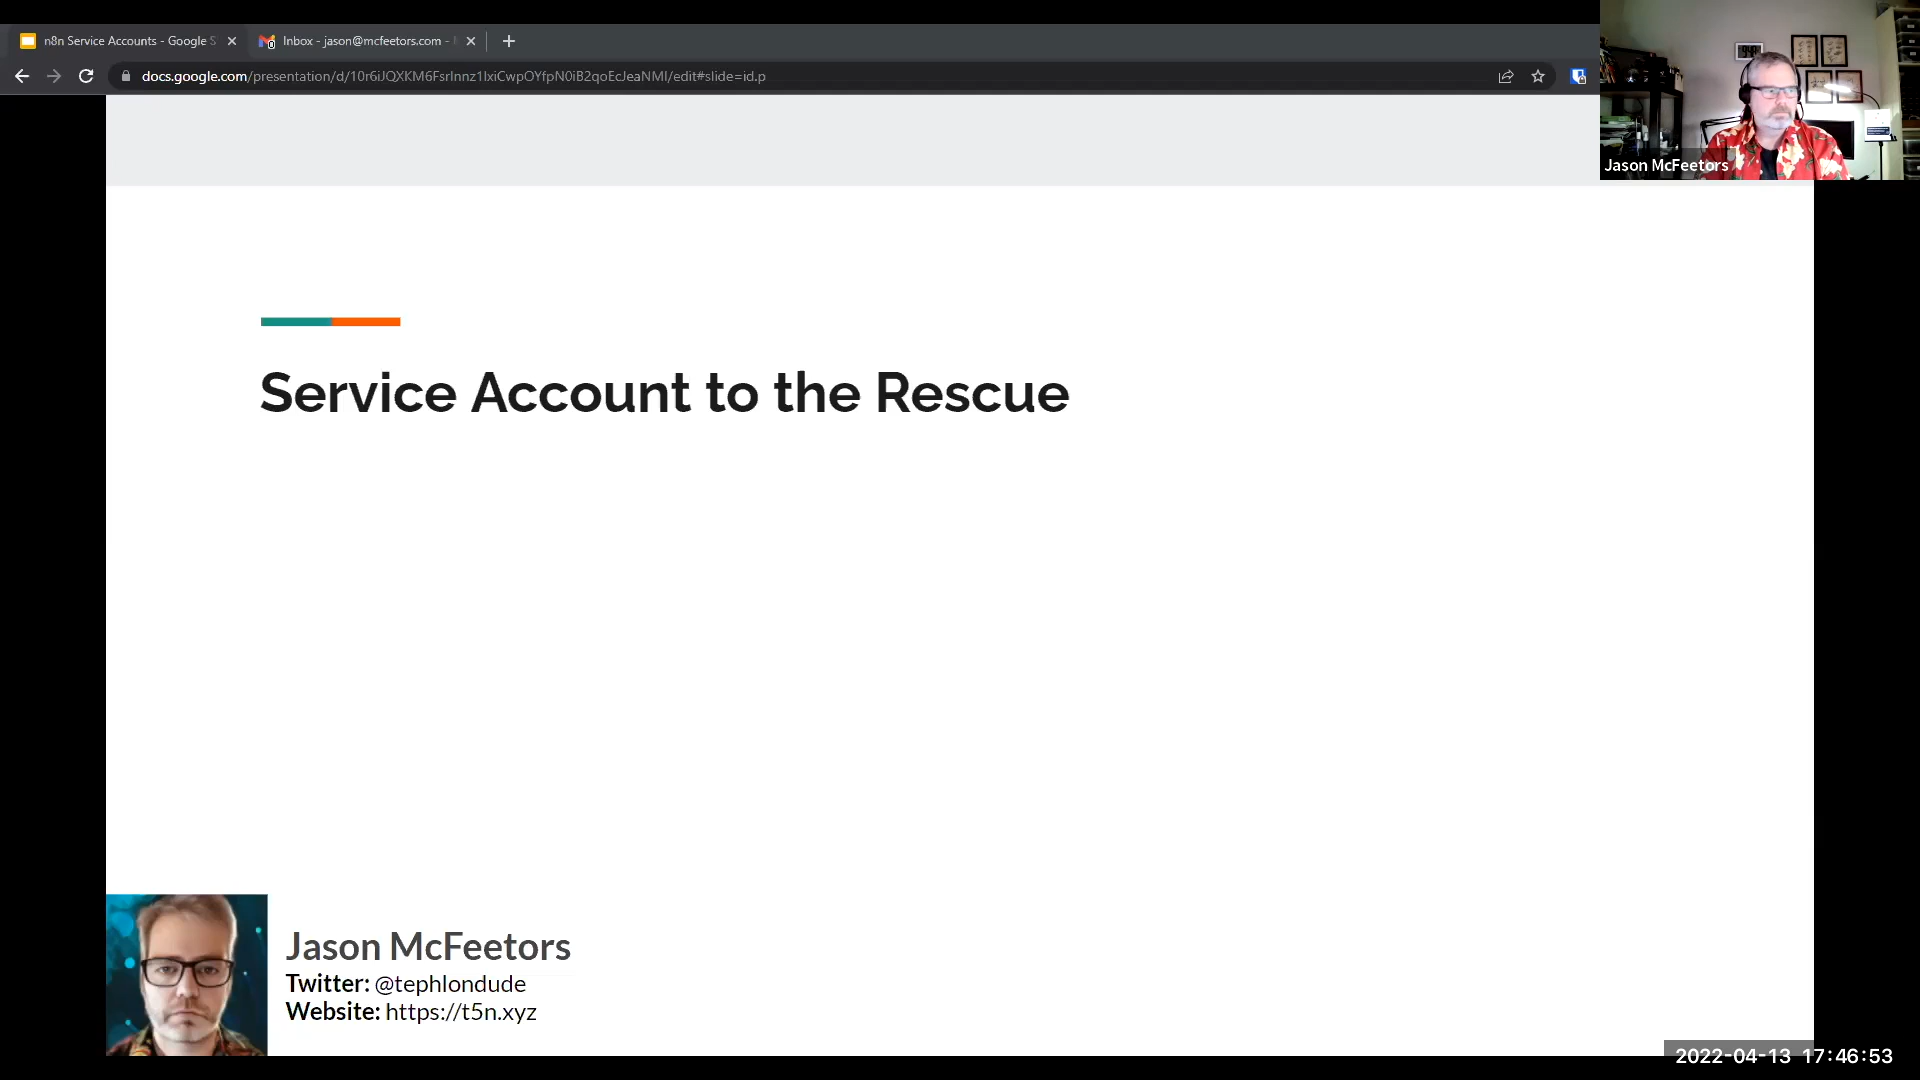 n8n Service Accounts - Google S
Inbox - jason@mcfeetors.com -
docs.google.com/presentation/d/10r6iJQXKM6FsrInnz1lxiCwpOYfpN0iB2qoEcJeaNMI/edit#slide=id.p
Jason McFeetors
Service Account to the Rescue
Jason McFeetors
Twitter: @tephlondude
Website: https://t5n.xyz
2022-04-13 17:46:53